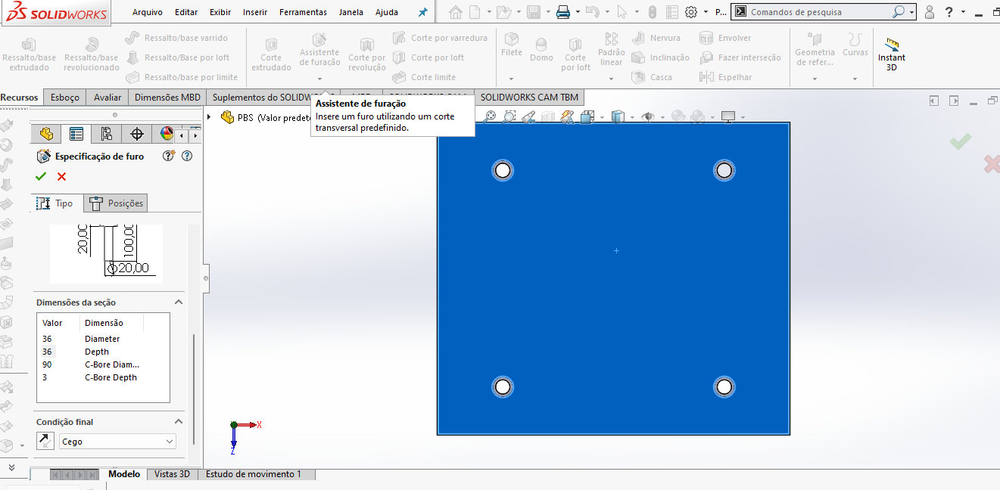 SOLIDWORKS
Arquivo Editar Exibir Inserir Ferramentas Janela Ajuda
P... Comandos de pesquisa ?
Ressalto/base extrudado
Ressalto/base revolucionado
Ressalto/base varrido
Ressalto/Base por loft
Ressalto/base por limite
Corte extrudado
Assistente de furação
Corte por revolução
Corte por varredura
Corte por loft
Corte limite
Filete
Domo
Corte por loft
Padrão linear
Nervura
Inclinação
Casca
Envolver
Fazer interseção
Espelhar
Geometria de refer...
Curvas
Instant 3D
Recursos Esboço Avaliar Dimensões MBD Suplementos do SOLIDW SOLIDWORKS CAM TBM
Assistente de furação
Insere um furo utilizando um corte
transversal predefinido.
PBS (Valor predete
Especificação de furo
Tipo Posições
20,00
100,00
20,00
Dimensões da seção
Valor Dimensão
36 Diameter
36 Depth
90 C-Bore Diam...
3 C-Bore Depth
Condição final
Cego
X
Z
Modelo Vistas 3D Estudo de movimento 1